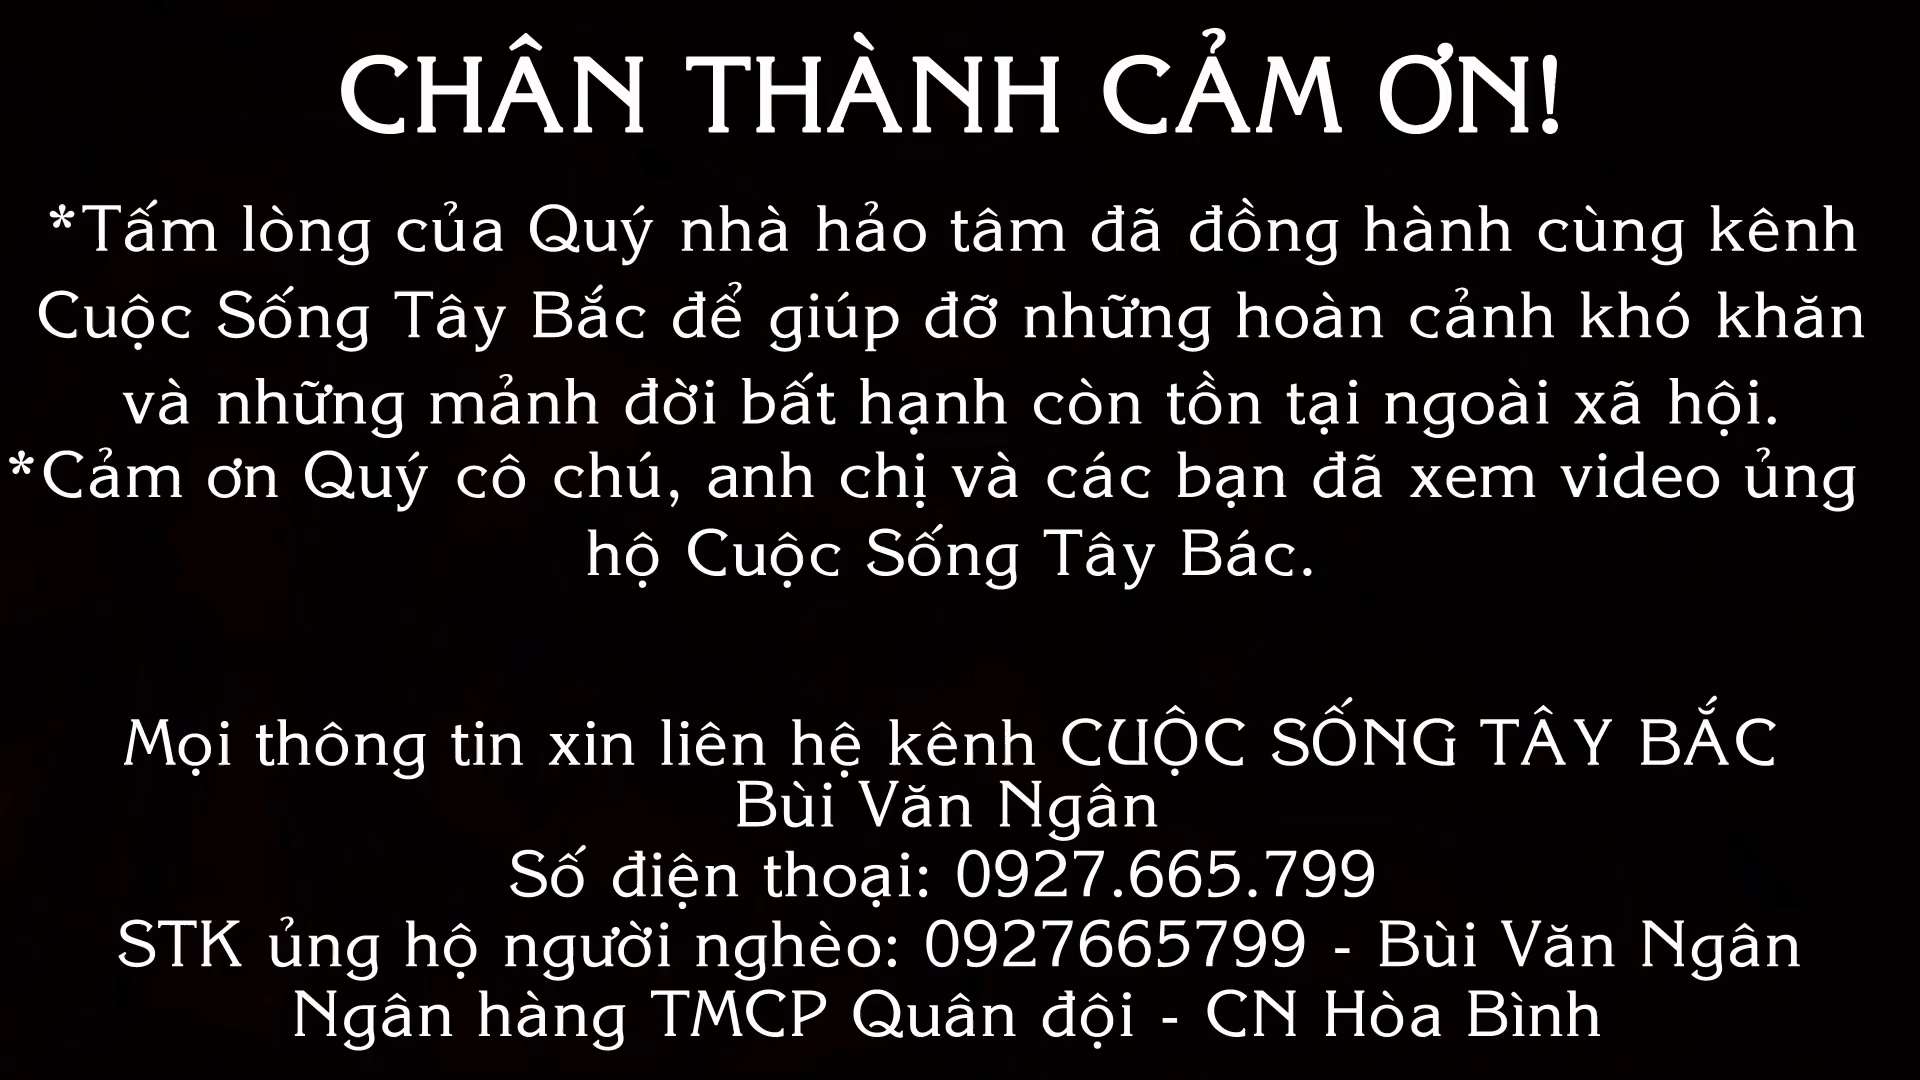 CHÂN THÀNH CẢM ƠN!
*Tấm lòng của Quý nhà hảo tâm đã đồng hành cùng kênh
Cuộc Sống Tây Bắc để giúp đỡ những hoàn cảnh khó khăn
và những mảnh đời bất hạnh còn tồn tại ngoài xã hội.
*Cảm ơn Quý cô chú, anh chị và các bạn đã xem video ủng
hộ Cuộc Sống Tây Bác.
Mọi thông tin xin liên hệ kênh CUỘC SỐNG TÂY BẮC
Bùi Văn Ngân
Số điện thoại: 0927.665.799
STK ủng hộ người nghèo: 0927665799 - Bùi Văn Ngân
Ngân hàng TMCP Quân đội - CN Hòa Bình